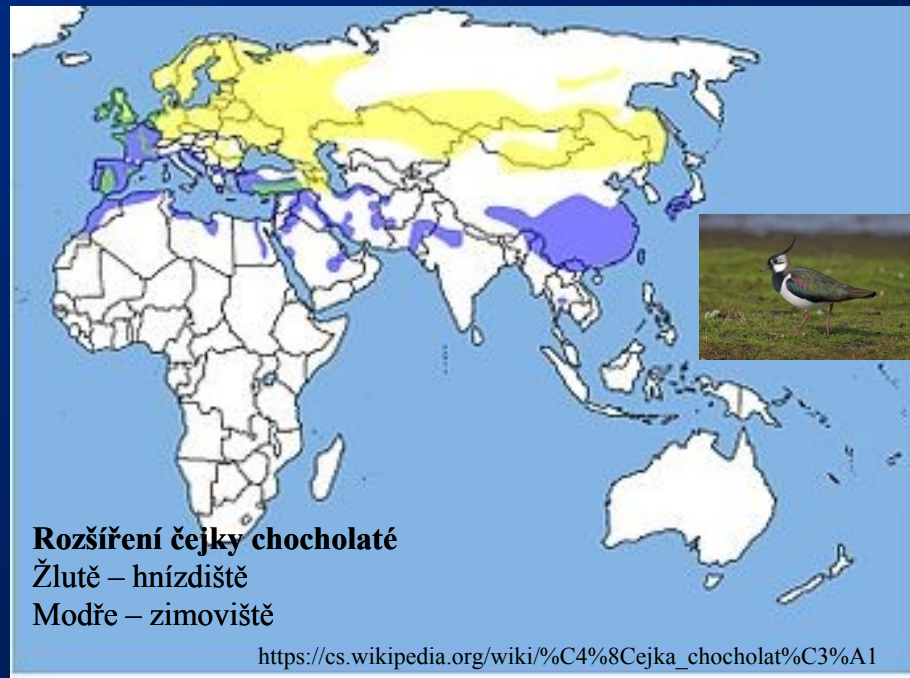 Rozšíření čejky chocholaté
Žlutě – hnízdiště
Modře – zimoviště
https://cs.wikipedia.org/wiki/%C4%8Cejka_chocholat%C3%A1